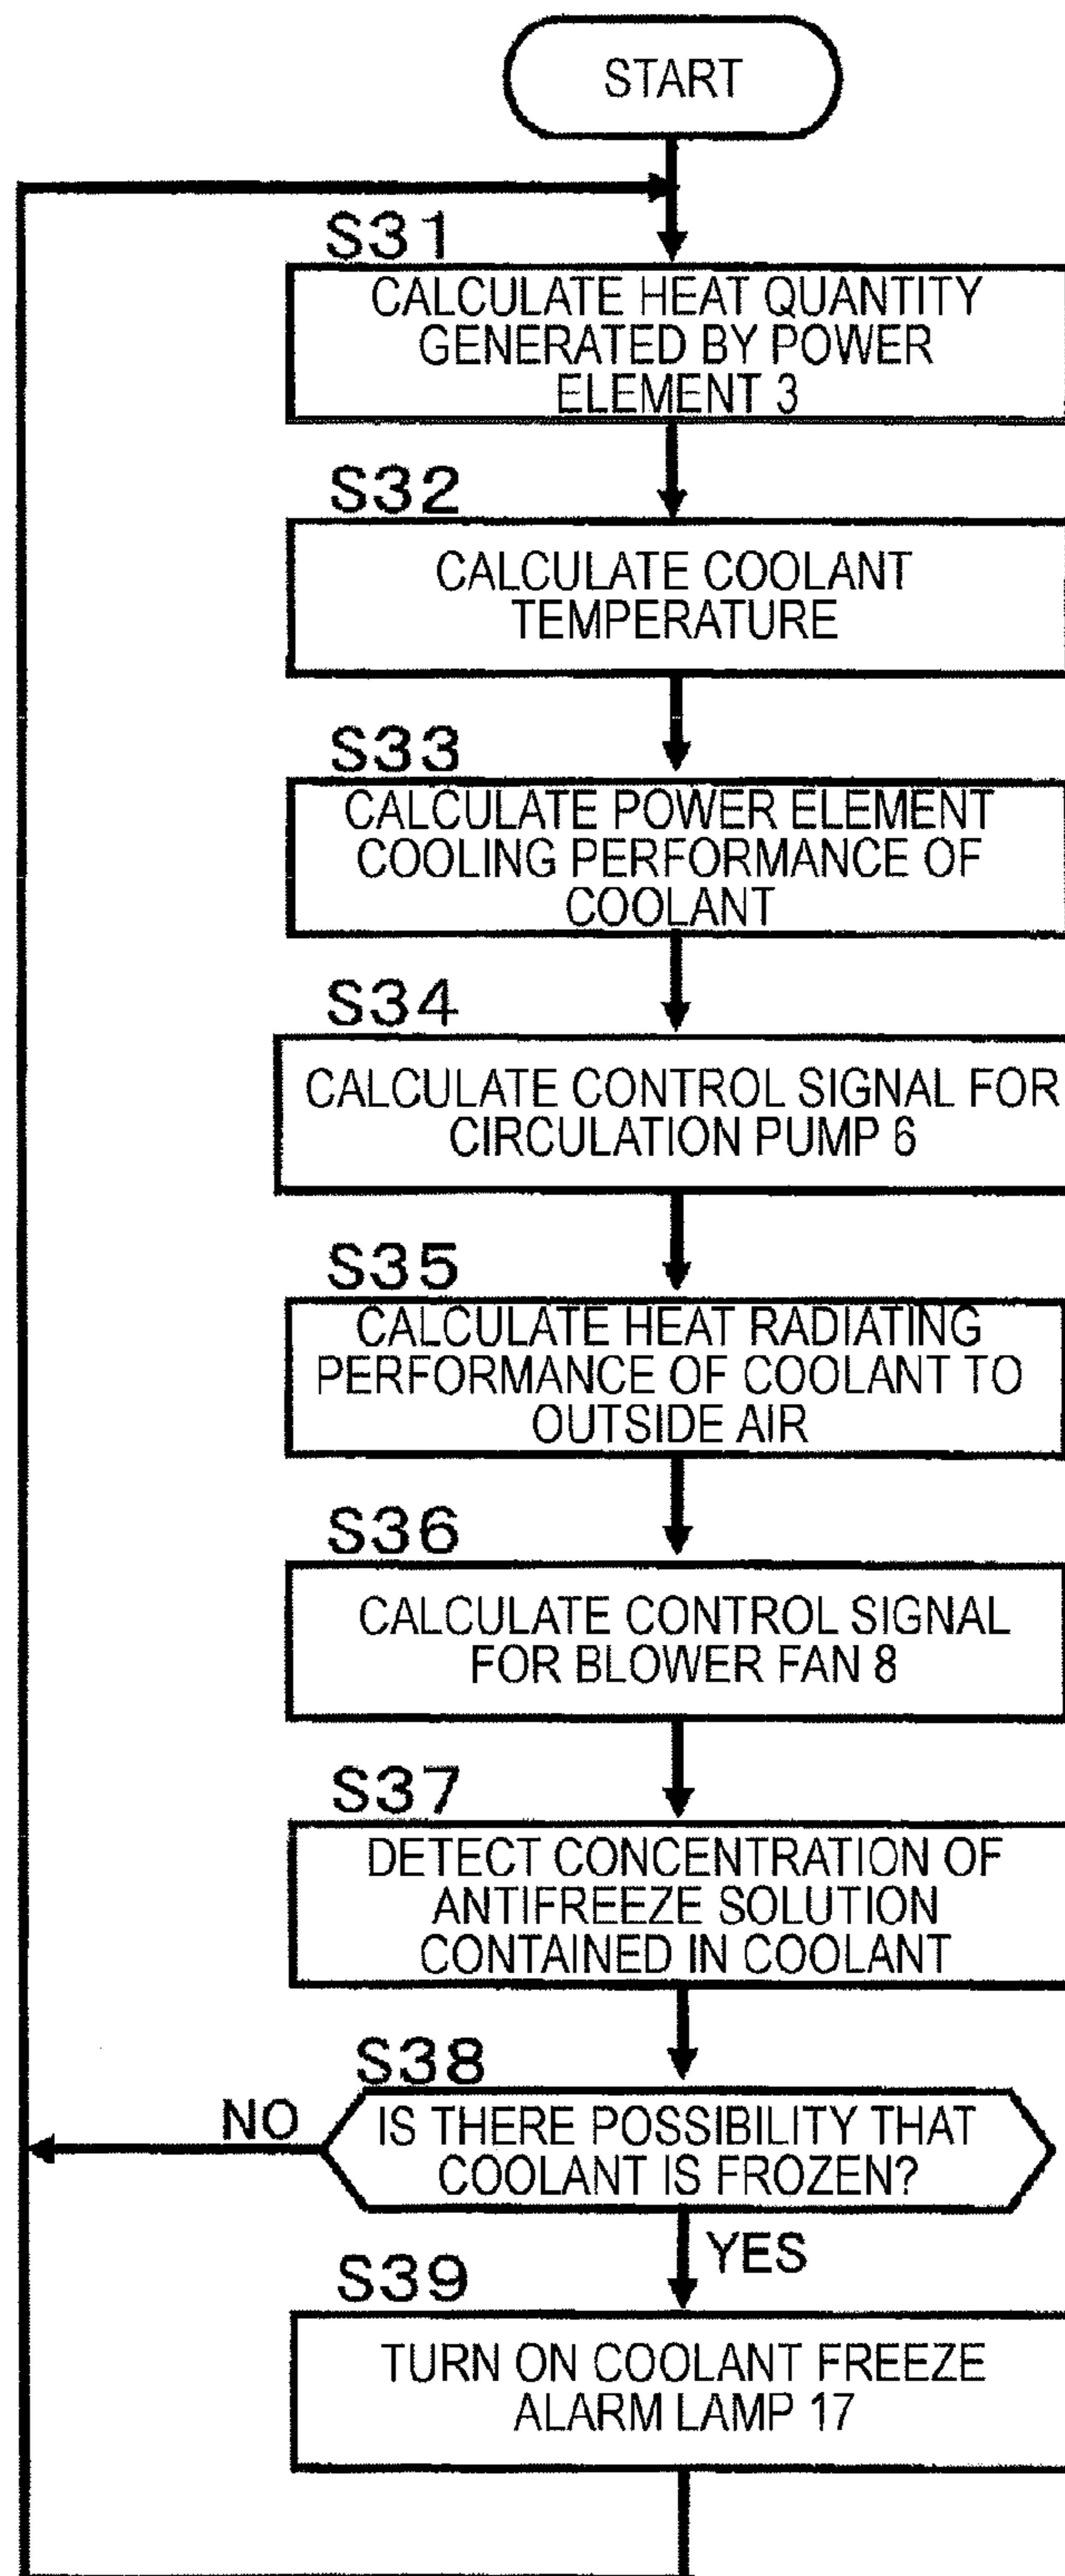 START
S31
CALCULATE HEAT QUANTITY
GENERATED BY POWER
ELEMENT 3
S32
CALCULATE COOLANT
TEMPERATURE
S33
CALCULATE POWER ELEMENT
COOLING PERFORMANCE OF
COOLANT
S34
CALCULATE CONTROL SIGNAL FOR
CIRCULATION PUMP 6
S35
CALCULATE HEAT RADIATING
PERFORMANCE OF COOLANT TO
OUTSIDE AIR
S36
CALCULATE CONTROL SIGNAL
FOR BLOWER FAN 8
S37
DETECT CONCENTRATION OF
ANTIFREEZE SOLUTION
CONTAINED IN COOLANT
S38
NO
IS THERE POSSIBILITY THAT
COOLANT IS FROZEN?
YES
S39
TURN ON COOLANT FREEZE
ALARM LAMP 17